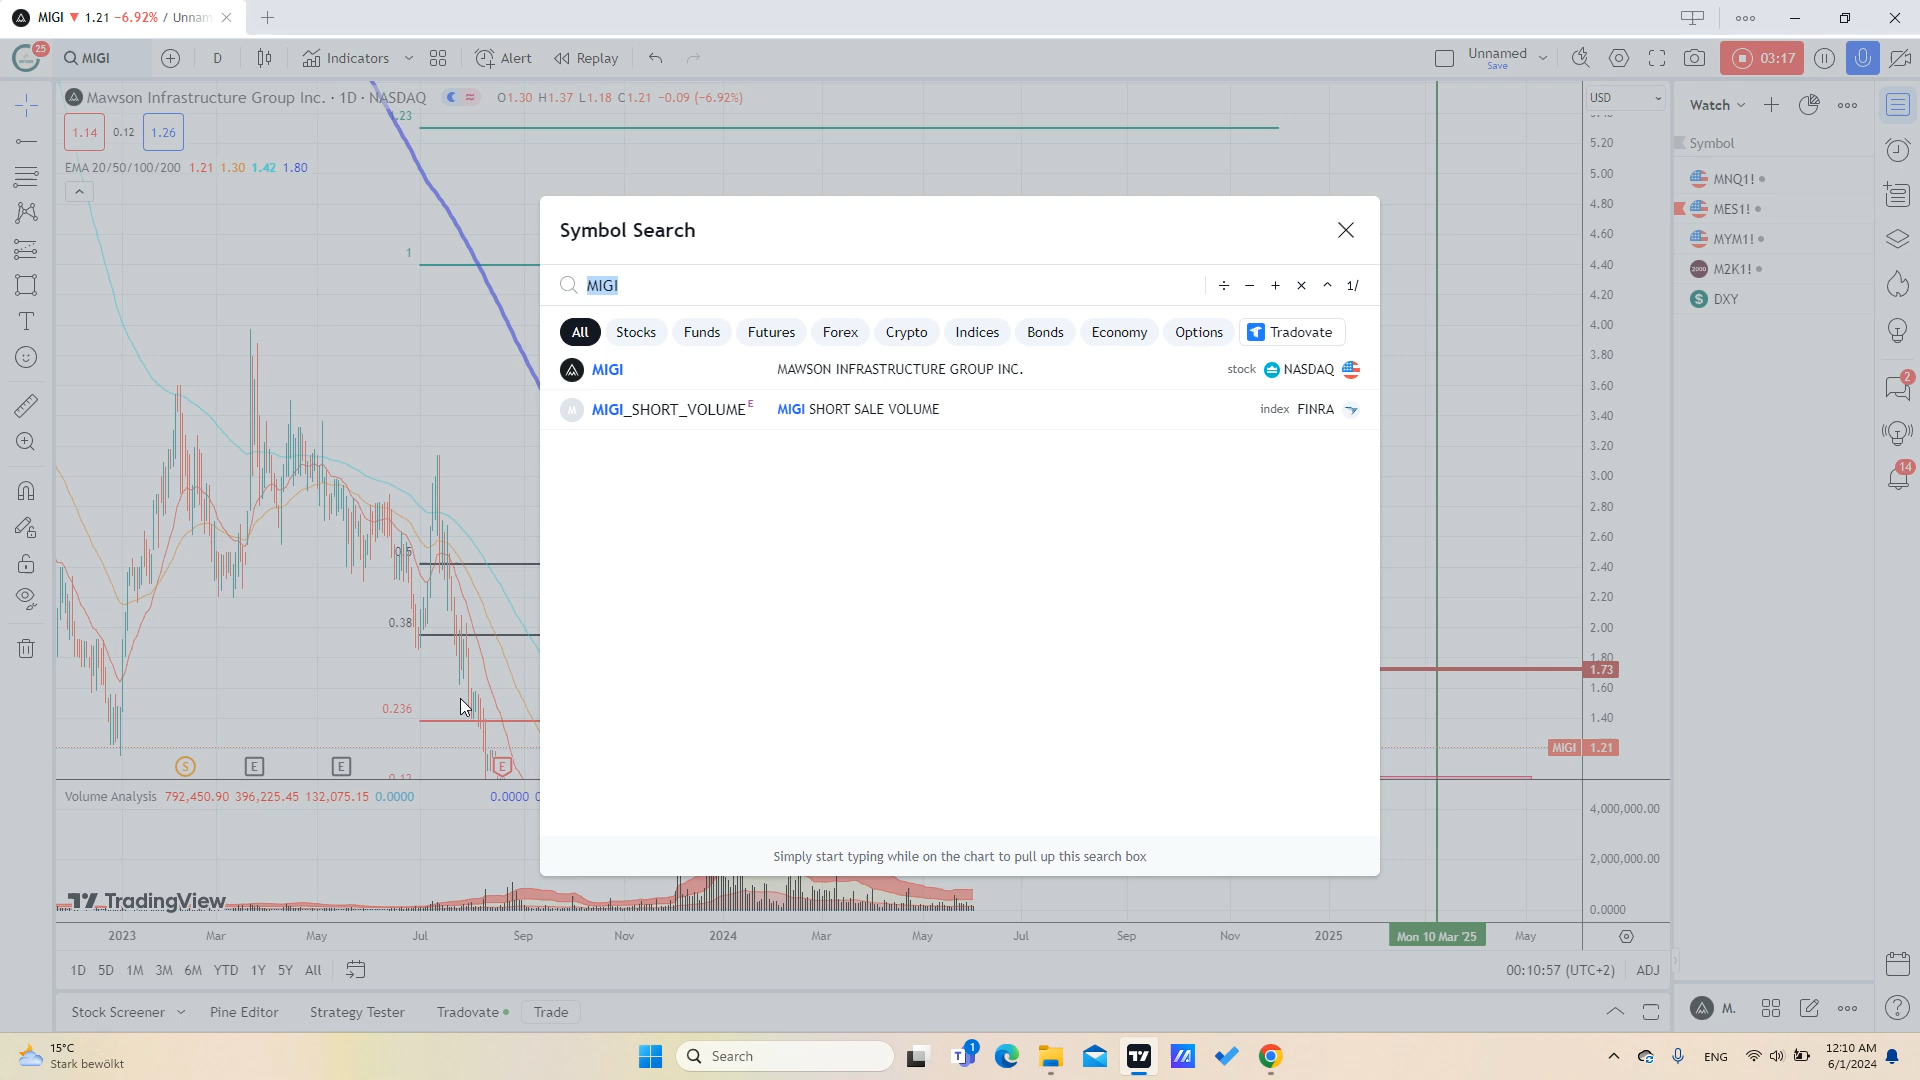 MIGI ▼ 1.21 −6.92% / Unnam
25
MIGI
D
Indicators
Alert
Replay
Unnamed
Save
03:17
Mawson Infrastructure Group Inc. · 1D · NASDAQ
O1.30 H1.37 L1.18 C1.21 −0.09 (−6.92%)
1.14 0.12 1.26
EMA 20/50/100/200 1.21 1.30 1.42 1.80
1
0.5
0.38
0.236
USD
5.20
5.00
4.80
4.60
4.40
4.20
4.00
3.80
3.60
3.40
3.20
3.00
2.80
2.60
2.40
2.20
2.00
1.80
1.73
1.60
1.40
MIGI 1.21
Symbol Search
MIGI
÷ − + × ^ 1/
All Stocks Funds Futures Forex Crypto Indices Bonds Economy Options Tradovate
MIGI MAWSON INFRASTRUCTURE GROUP INC. stock NASDAQ
M MIGI_SHORT_VOLUME E MIGI SHORT SALE VOLUME index FINRA
Simply start typing while on the chart to pull up this search box
Watch
Symbol
MNQ1!
MES1!
MYM1!
2000 M2K1!
$ DXY
2
14
S E E E
Volume Analysis 792,450.90 396,225.45 132,075.15 0.0000 0.0000
4,000,000.00
2,000,000.00
0.0000
TradingView
2023 Mar May Jul Sep Nov 2024 Mar May Jul Sep Nov 2025 Mon 10 Mar '25 May
1D 5D 1M 3M 6M YTD 1Y 5Y All
00:10:57 (UTC+2) ADJ
Stock Screener Pine Editor Strategy Tester Tradovate Trade
M.
15°C
Stark bewölkt
Search
1
ENG
12:10 AM
6/1/2024